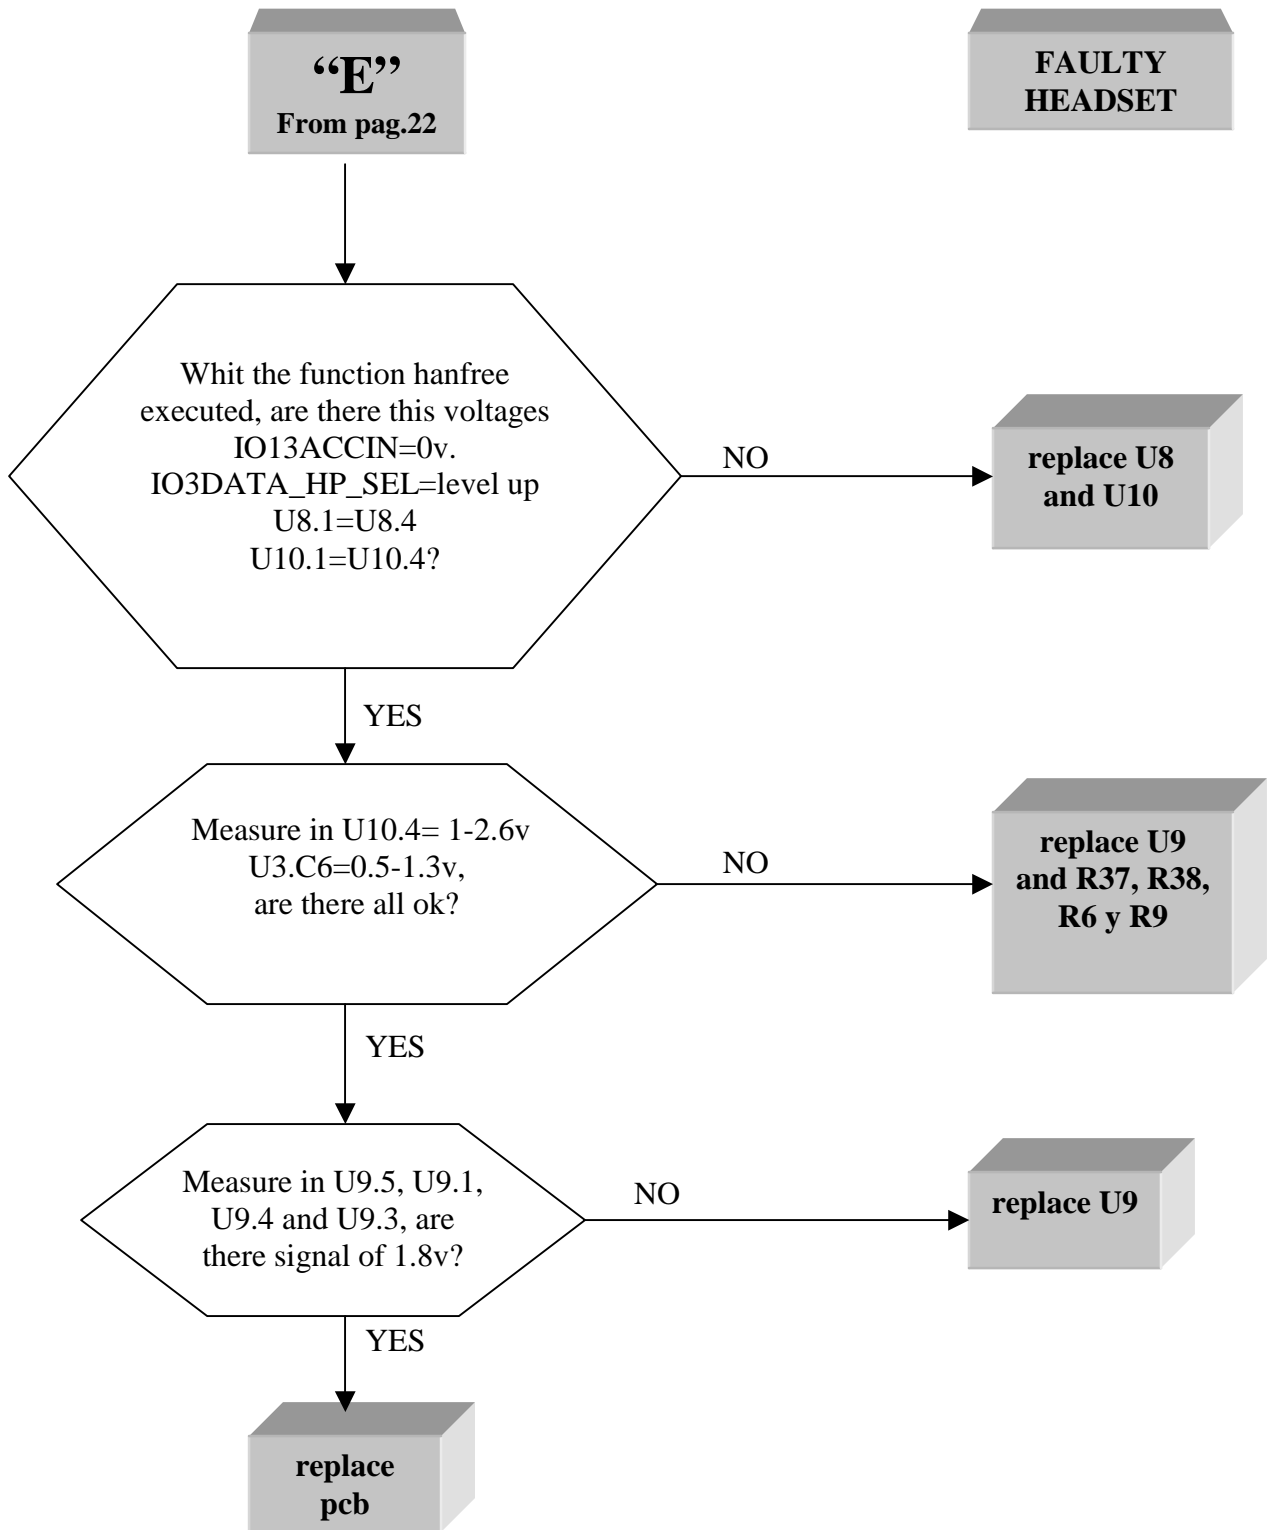 “E”
From pag.22
FAULTY
HEADSET
Whit the function hanfree
executed, are there this voltages
IO13ACCIN=0v.
IO3DATA_HP_SEL=level up
U8.1=U8.4
U10.1=U10.4?
NO
replace U8
and U10
YES
Measure in U10.4= 1-2.6v
U3.C6=0.5-1.3v,
are there all ok?
NO
replace U9
and R37, R38,
R6 y R9
YES
Measure in U9.5, U9.1,
U9.4 and U9.3, are
there signal of 1.8v?
NO
replace U9
YES
replace
pcb